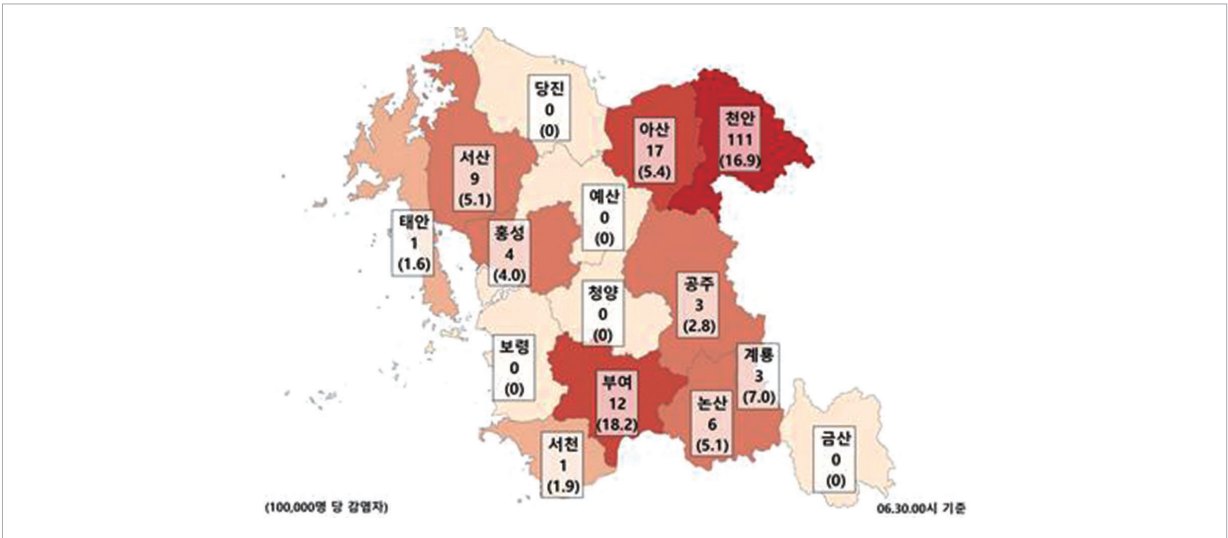 당진
0
(0)
아산
17
(5.4)
천안
111
(16.9)
서산
9
(5.1)
예산
0
(0)
태안
1
(1.6)
홍성
4
(4.0)
청양
0
(0)
공주
3
(2.8)
보령
0
(0)
계룡
3
(7.0)
부여
12
(18.2)
논산
6
(5.1)
금산
0
(0)
서천
1
(1.9)
(100,000명 당 감염자)
06.30.00시 기준